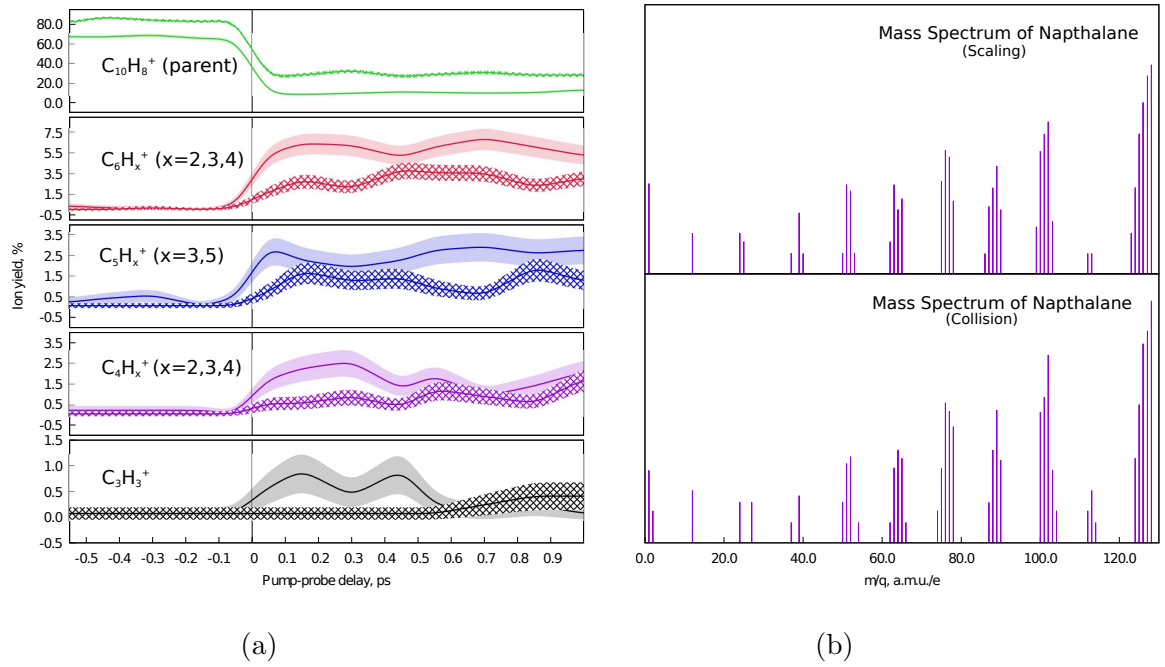 80.0
60.0
40.0
20.0
0.0
C₁₀H₈⁺ (parent)
7.5
5.5
3.5
1.5
-0.5
C₆Hₓ⁺ (x=2,3,4)
3.5
2.5
1.5
0.5
-0.5
C₅Hₓ⁺ (x=3,5)
3.5
2.5
1.5
0.5
-0.5
C₄Hₓ⁺ (x=2,3,4)
1.5
1.0
0.5
0.0
-0.5
C₃H₃⁺
Ion yield, %
-0.5 -0.4 -0.3 -0.2 -0.1 0 0.1 0.2 0.3 0.4 0.5 0.6 0.7 0.8 0.9
Pump-probe delay, ps
(a)
Mass Spectrum of Napthalane
(Scaling)
Mass Spectrum of Napthalane
(Collision)
0.0 20.0 40.0 60.0 80.0 100.0 120.0
m/q, a.m.u./e
(b)